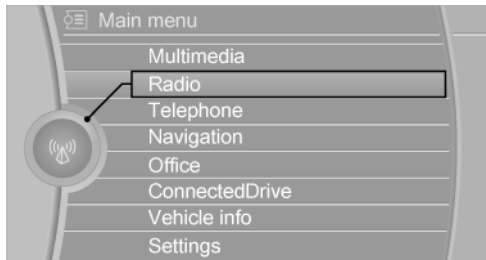 Main menu
Multimedia
Radio
Telephone
Navigation
Office
ConnectedDrive
Vehicle info
Settings